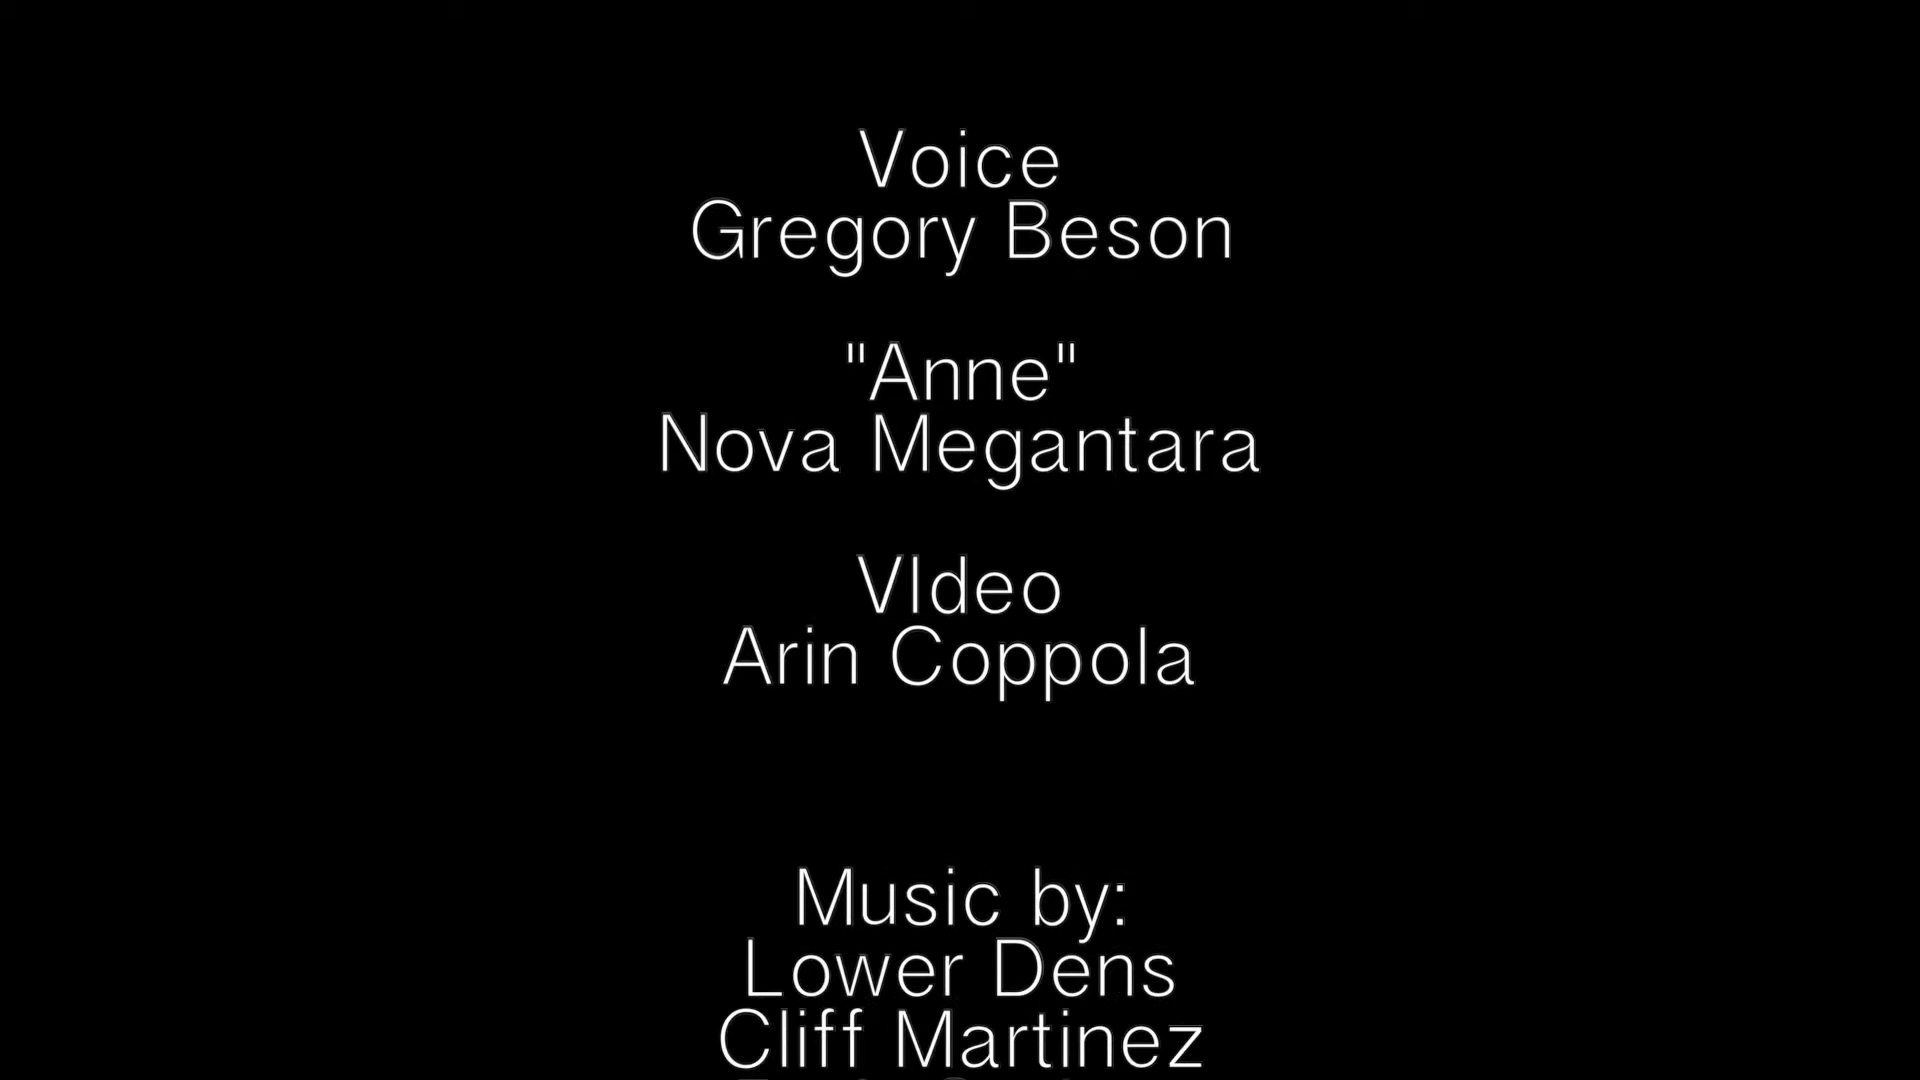 Voice
Gregory Beson
"Anne"
Nova Megantara
VIdeo
Arin Coppola
Music by:
Lower Dens
Cliff Martinez